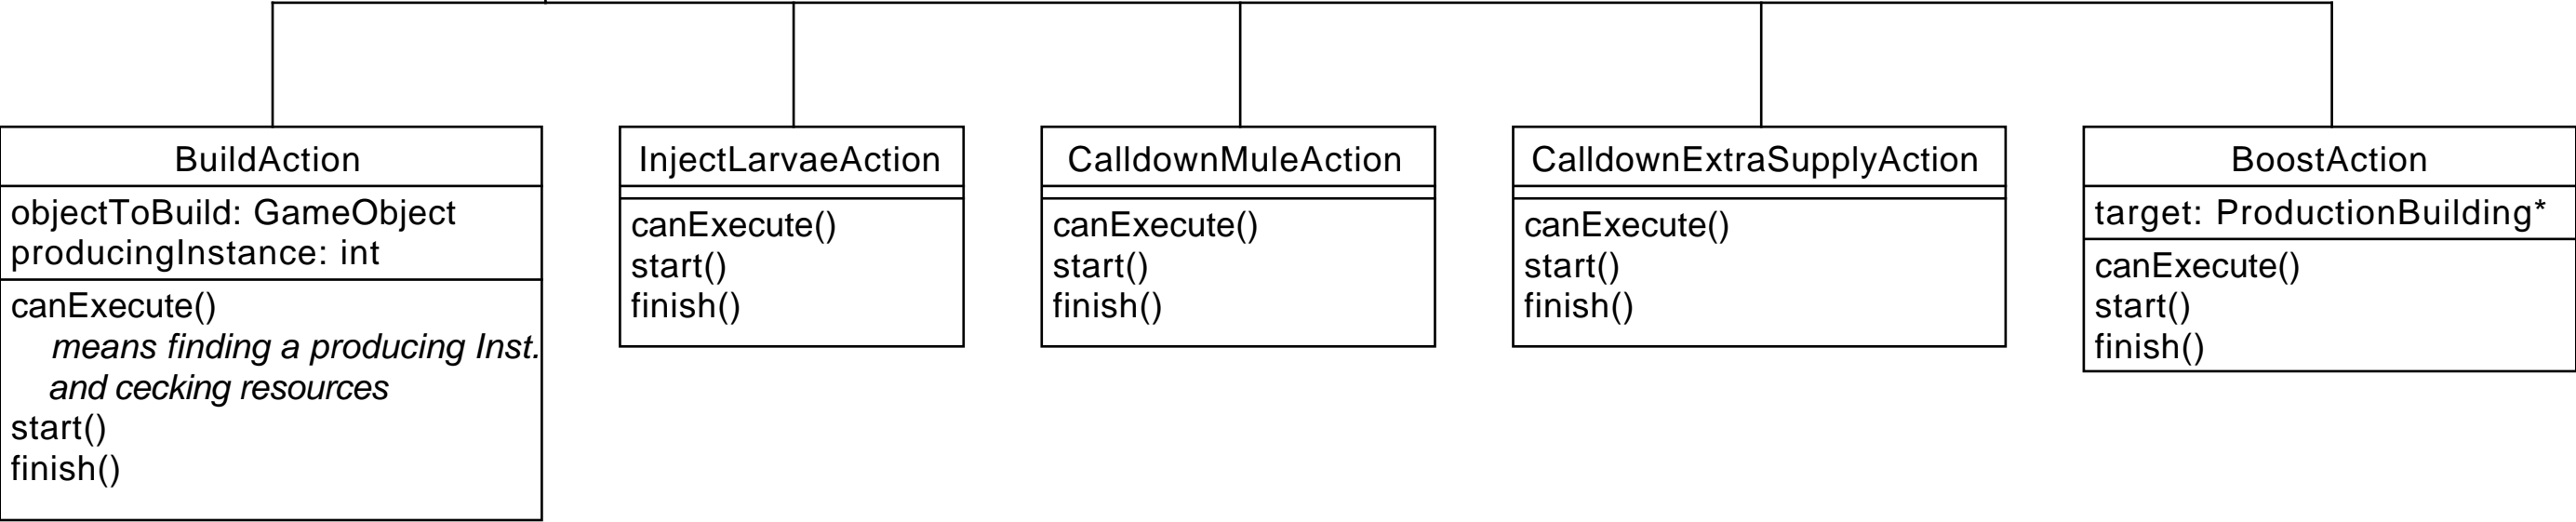 BuildAction
objectToBuild: GameObject
producingInstance: int
canExecute()
means finding a producing Inst.
and cecking resources
start()
finish()
InjectLarvaeAction
canExecute()
start()
finish()
CalldownMuleAction
canExecute()
start()
finish()
CalldownExtraSupplyAction
canExecute()
start()
finish()
BoostAction
target: ProductionBuilding*
canExecute()
start()
finish()